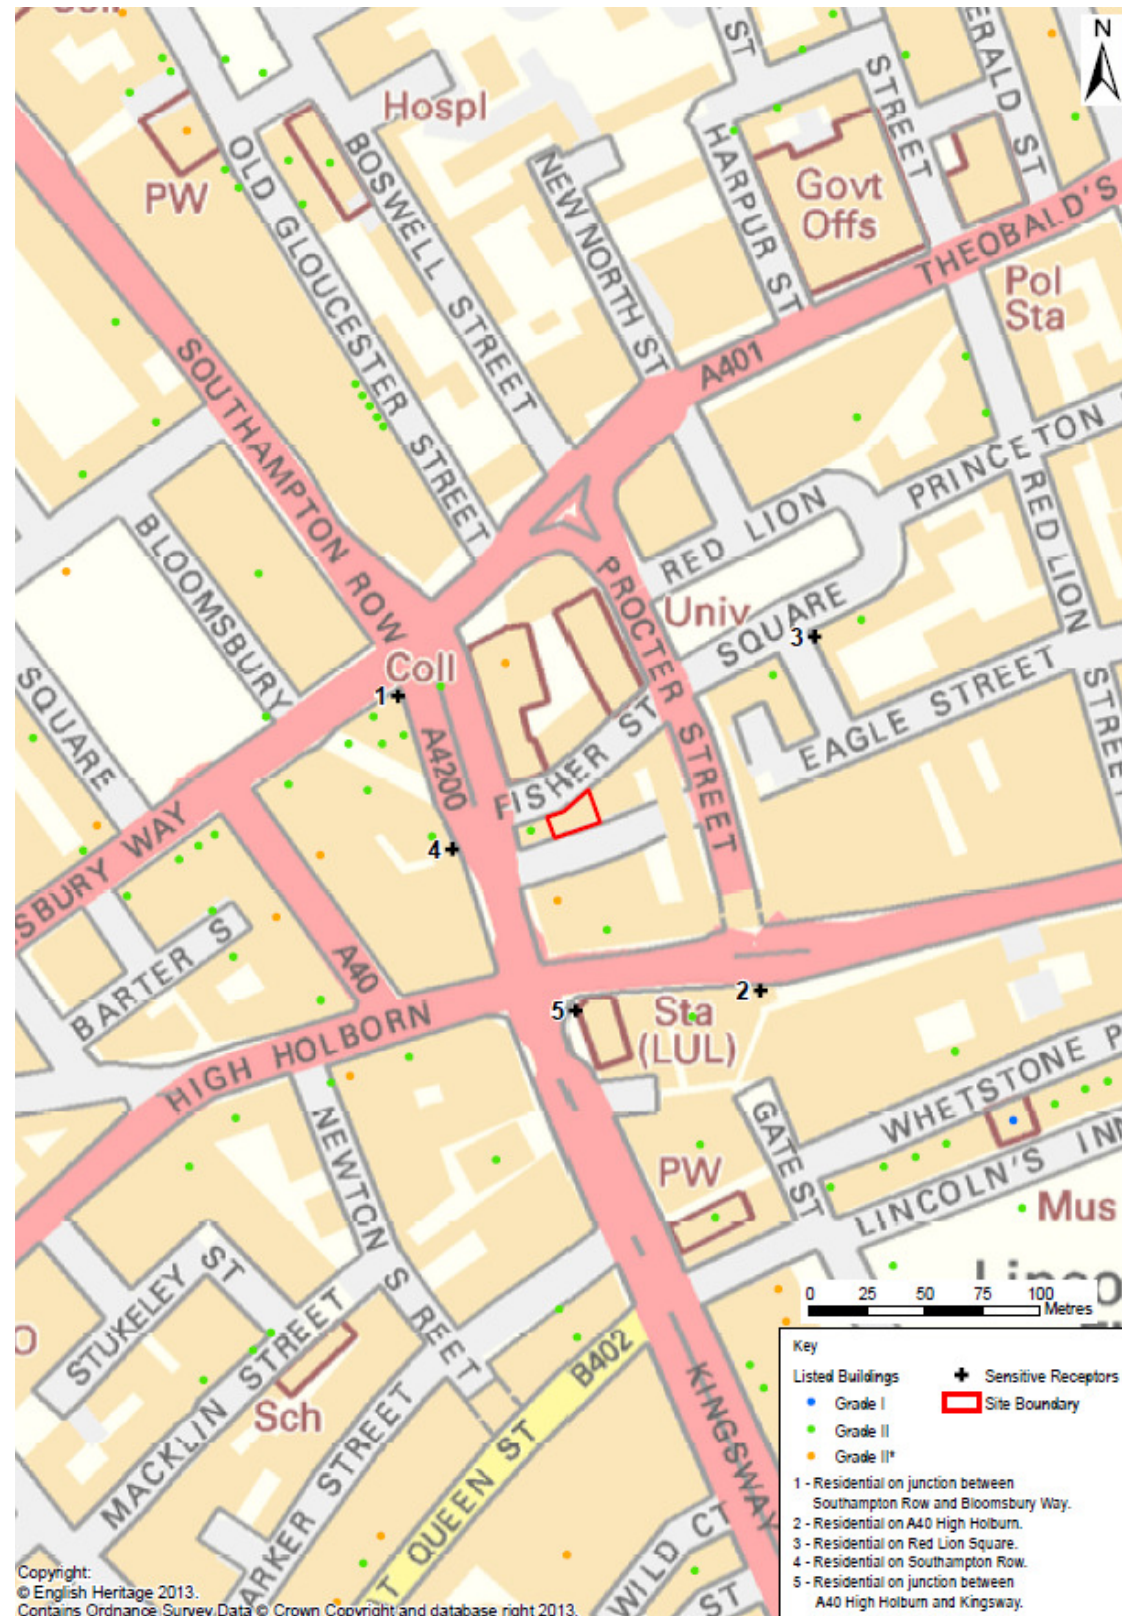 N
Hospl
ST
STREET
ERALD ST
HARPUR ST
Govt
Offs
PW
OLD GLOUCESTER STREET
BOSWELL STREET
NEW NORTH ST
THEOBALD'S
Pol
Sta
A401
SOUTHAMPTON ROW
PRINCETON
RED LION
STREET
BLOOMSBURY
SQUARE
RED LION
SQUARE
PROCTER STREET
Univ
3
Coll
1
EAGLE STREET
A4200
FISHER ST
4
SBURY WAY
BARTER S
A40
HIGH HOLBORN
2
5
Sta
(LUL)
WHETSTONE P
GATE ST
LINCOLN'S INN
NEWTON S REET
PW
Mus
Linco
STUKELEY ST
MACKLIN STREET
Sch
ARKER STREET
B402
T QUEEN ST
KINGSWAY
WILD CT
ST
0 25 50 75 100
Metres
Key
Listed Buildings
Grade I
Grade II
Grade II*
Sensitive Receptors
Site Boundary
1 - Residential on junction between
Southampton Row and Bloomsbury Way.
2 - Residential on A40 High Holburn.
3 - Residential on Red Lion Square.
4 - Residential on Southampton Row.
5 - Residential on junction between
A40 High Holburn and Kingsway.
Copyright:
© English Heritage 2013.
Contains Ordnance Survey Data © Crown Copyright and database right 2013.